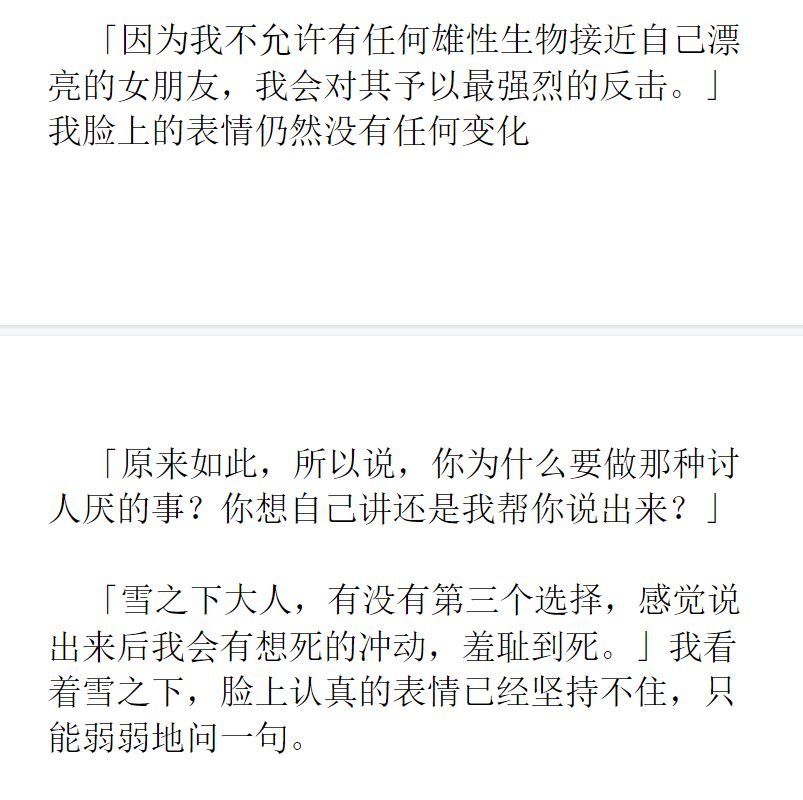 「因为我不允许有任何雄性生物接近自己漂
亮的女朋友，我会对其予以最强烈的反击。」
我脸上的表情仍然没有任何变化
「原来如此，所以说，你为什么要做那种讨
人厌的事？你想自己讲还是我帮你说出来？」
「雪之下大人，有没有第三个选择，感觉说
出来后我会有想死的冲动，羞耻到死。」我看
着雪之下，脸上认真的表情已经坚持不住，只
能弱弱地问一句。